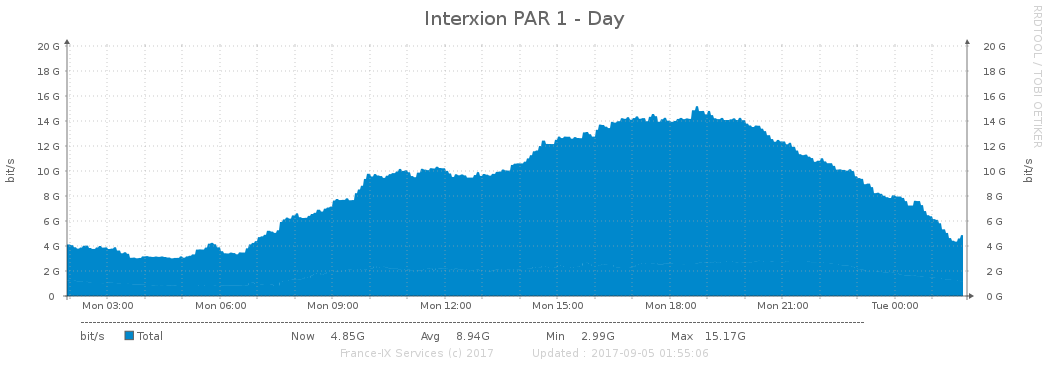 Interxion PAR 1 - Day
RRDTOOL / TOBI OETIKER
bit/s
20 G
18 G
16 G
14 G
12 G
10 G
8 G
6 G
4 G
2 G
0
20 G
18 G
16 G
14 G
12 G
10 G
8 G
6 G
4 G
2 G
0 G
bit/s
Mon 03:00 Mon 06:00 Mon 09:00 Mon 12:00 Mon 15:00 Mon 18:00 Mon 21:00 Tue 00:00
bit/s Total Now 4.85G Avg 8.94G Min 2.99G Max 15.17G
France-IX Services (c) 2017 Updated : 2017-09-05 01:55:06